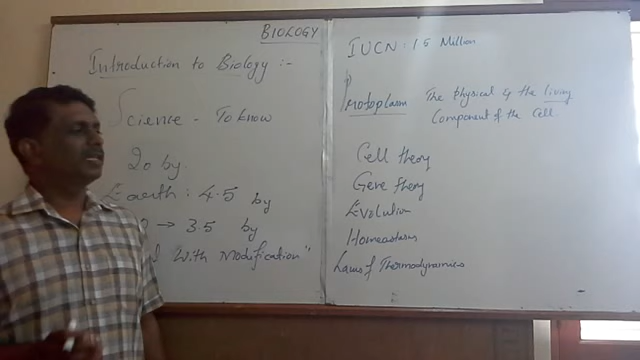 BIOLOGY
Introduction to Biology :-
Science - To know
20 by.
Earth : 4.5 by
→ 3.5 by
With Modification"
IUCN : 1.5 Million
Protoplasm The physical & the living
Component of the Cell.
Cell theory
Gene theory
Evolution
Homeostasis
Laws of Thermodynamics